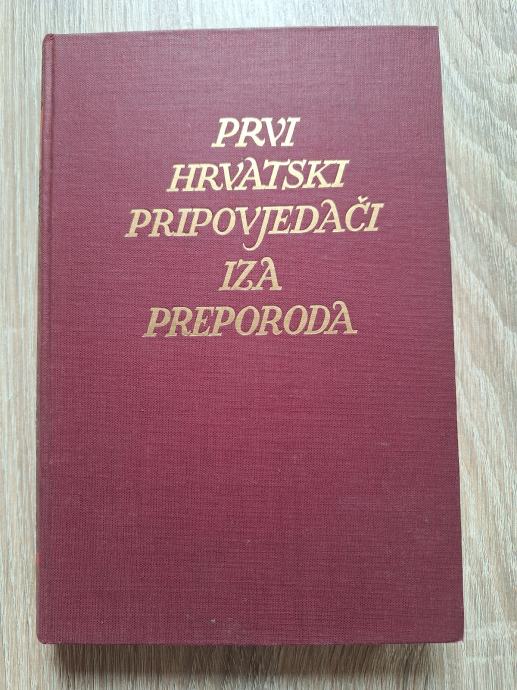 PRVI
HRVATSKI
PRIPOVJEDAČI
IZA
PREPORODA